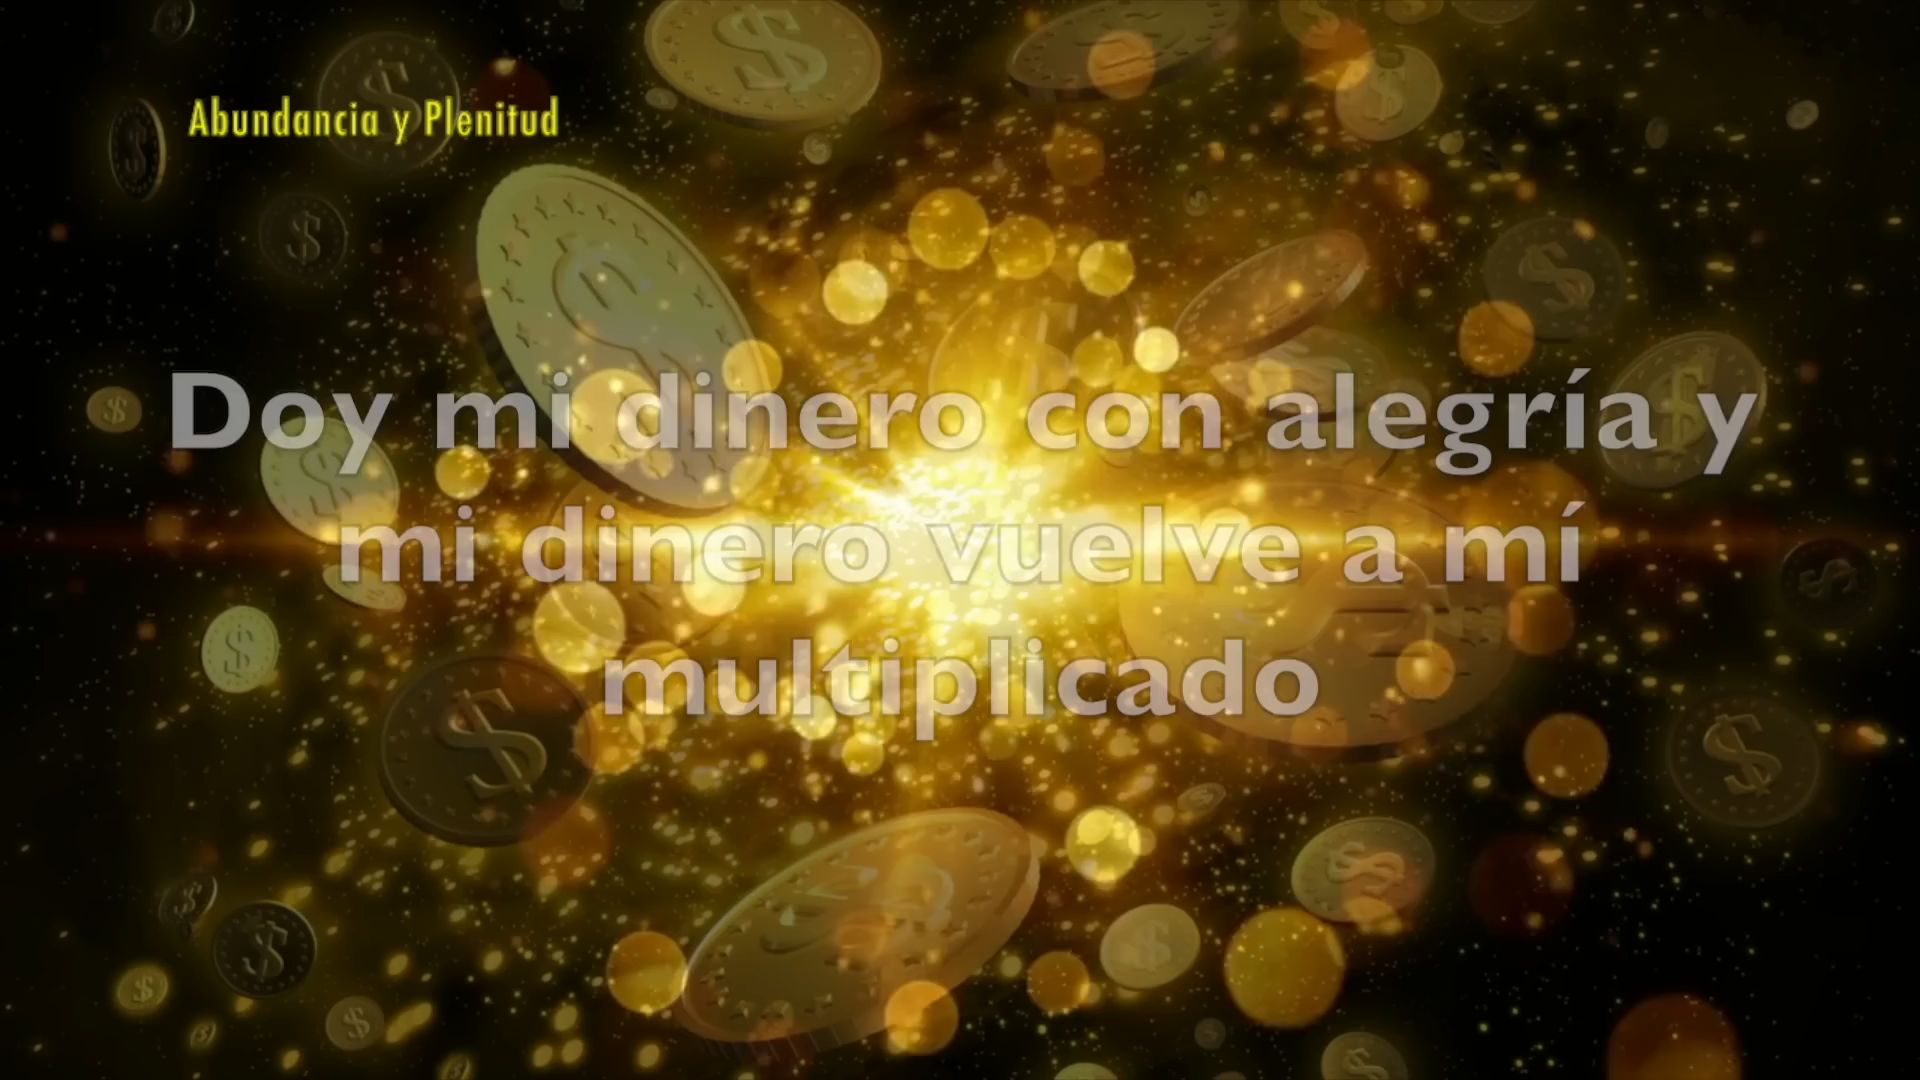 Abundancia y Plenitud
Doy mi dinero con alegría y
mi dinero vuelve a mí
multiplicado